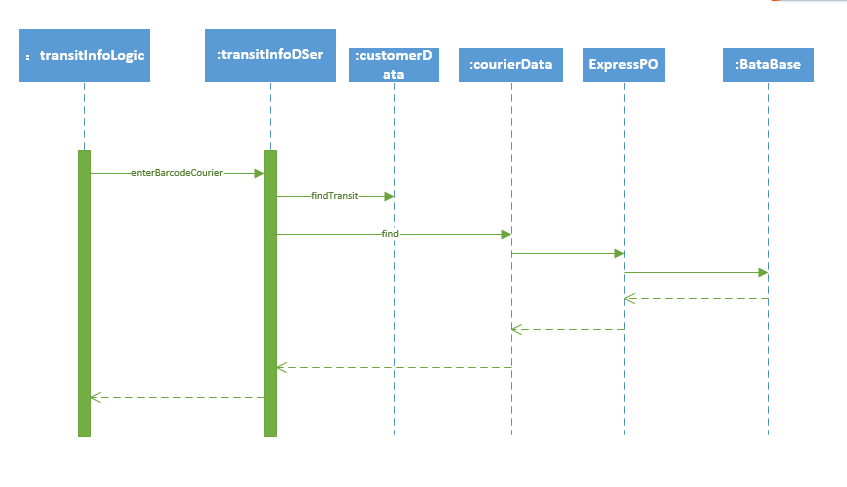 ： transitInfoLogic
:transitInfoDSer
:customerD
ata
:courierData
ExpressPO
:BataBase
enterBarcodeCourier
findTransit
find